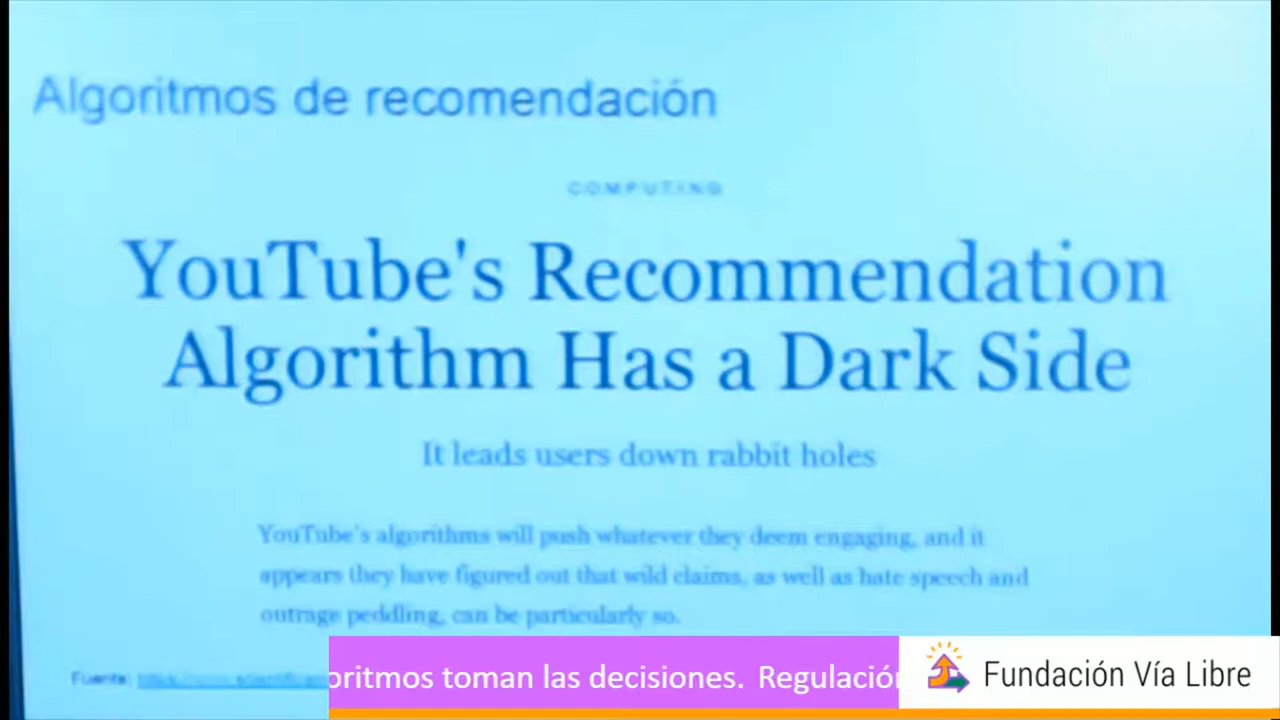 Algoritmos de recomendación
COMPUTING
YouTube's Recommendation
Algorithm Has a Dark Side
It leads users down rabbit holes
YouTube's algorithms will push whatever they deem engaging, and it
appears they have figured out that wild claims, as well as hate speech and
outrage peddling, can be particularly so.
Fuente:
oritmos toman las decisiones. Regulación
Fundación Vía Libre